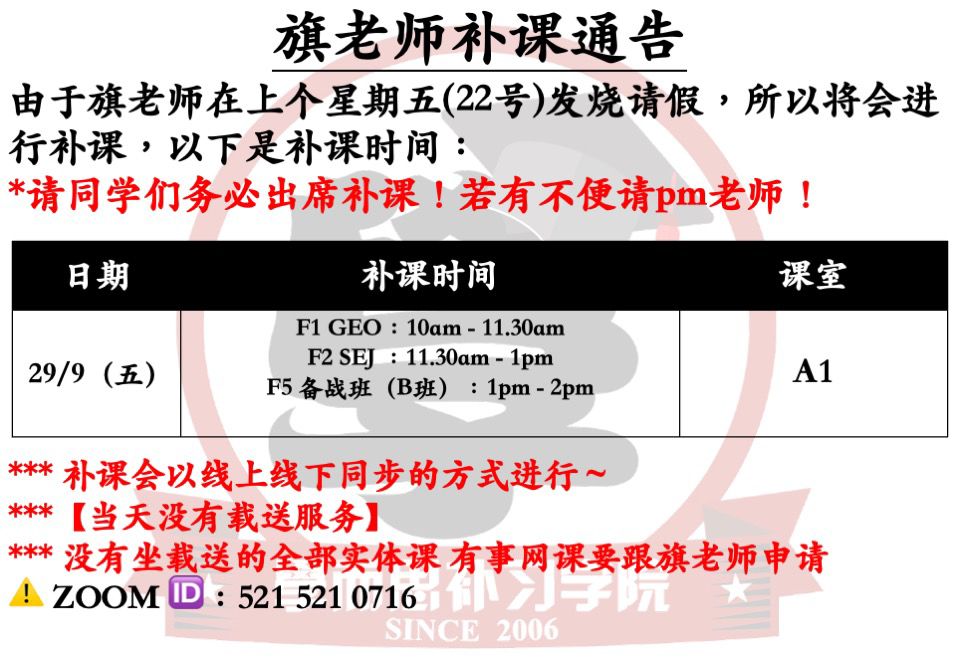 旗老师补课通告
由于旗老师在上个星期五(22号)发烧请假，所以将会进
行补课，以下是补课时间：
*请同学们务必出席补课！若有不便请pm老师！
日期 补课时间 课室
F1 GEO：10am - 11.30am
F2 SEJ ：11.30am - 1pm
29/9（五） A1
F5 备战班（B班）：1pm - 2pm
*** 补课会以线上线下同步的方式进行~
***【当天没有载送服务】
*** 没有坐载送的全部实体课 有事网课要跟旗老师申请
⚠️ ZOOM 🆔：521 521 0716
思补习学院
SINCE 2006